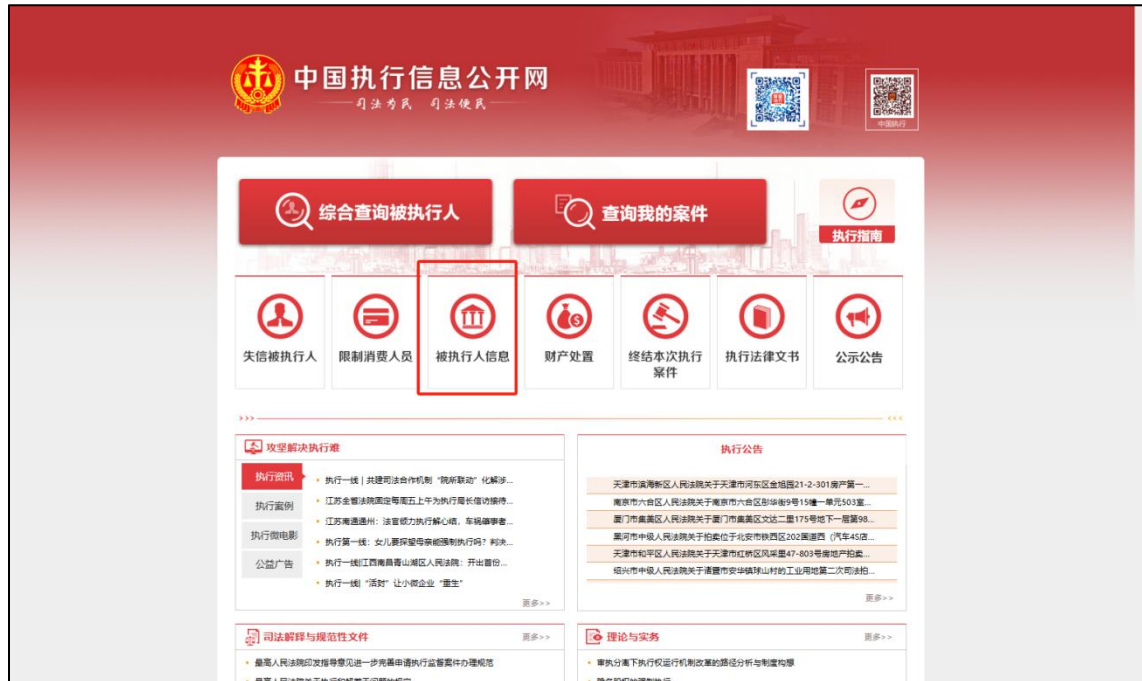 中国执行信息公开网
司法为民 司法便民
中国执行
综合查询被执行人
查询我的案件
执行指南
失信被执行人
限制消费人员
被执行人信息
财产处置
终结本次执行
案件
执行法律文书
公示公告
>>>
<<<
攻坚解决执行难
执行资讯
执行案例
执行微电影
公益广告
执行一线 | 共建司法合作机制 “院所联动” 化解涉...
江苏全省法院固定每周五上午为执行局长信访接待...
江苏南通通州：法官倾力执行解心结，车祸肇事者...
执行第一线：女儿要探望母亲能强制执行吗？判决...
执行一线|江西南昌青山湖区人民法院：开出首份...
执行一线| “活封” 让小微企业 “重生”
更多>>
执行公告
天津市滨海新区人民法院关于天津市河东区金旭园21-2-301房产第一...
南京市六合区人民法院关于南京市六合区彤华街9号15幢一单元503室...
厦门市集美区人民法院关于厦门市集美区文达二里175号地下一层第98...
黑河市中级人民法院关于拍卖位于北安市铁西区202国道西（汽车4S店...
天津市和平区人民法院关于天津市红桥区风采里47-803号房地产拍卖...
绍兴市中级人民法院关于诸暨市安华镇球山村的工业用地第二次司法拍...
更多>>
司法解释与规范性文件
更多>>
最高人民法院印发指导意见进一步完善申请执行监督案件办理规范
理论与实务
更多>>
审执分离下执行权运行机制改革的路径分析与制度构想